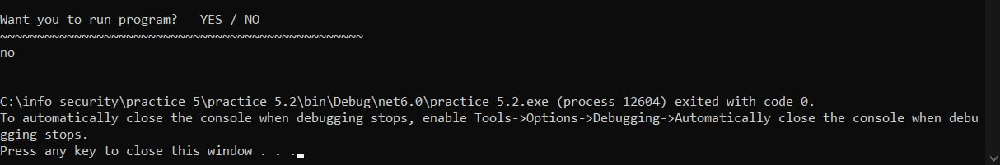 Want you to run program?   YES / NO
~~~~~~~~~~~~~~~~~~~~~~~~~~~~~~~~~~~~~~~~~~~~~~~~~
no
C:\info_security\practice_5\practice_5.2\bin\Debug\net6.0\practice_5.2.exe (process 12604) exited with code 0.
To automatically close the console when debugging stops, enable Tools->Options->Debugging->Automatically close the console when debu
gging stops.
Press any key to close this window . . .